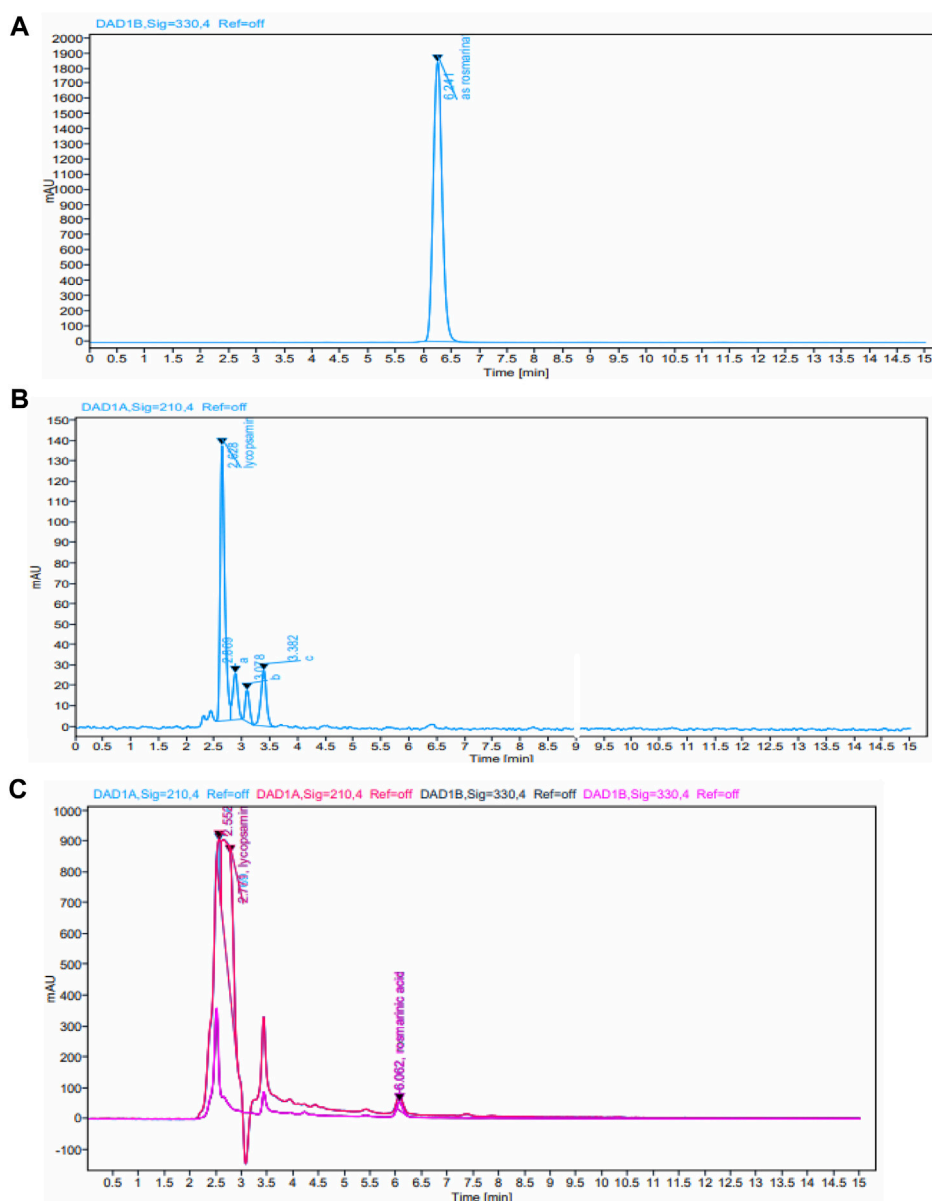 A
DAD1B,Sig=330,4 Ref=off
2000
1900
1800
1700
1600
1500
1400
1300
1200
1100
1000
900
800
700
600
500
400
300
200
100
0
mAU
6.241
as rosmarina
0 0.5 1 1.5 2 2.5 3 3.5 4 4.5 5 5.5 6 6.5 7 7.5 8 8.5 9 9.5 10 10.5 11 11.5 12 12.5 13 13.5 14 14.5 15
Time [min]
B
DAD1A,Sig=210,4 Ref=off
150
140
130
120
110
100
90
80
70
60
50
40
30
20
10
0
mAU
2.628
lycopsamin
2.869
a
3.078
b
3.382
c
0 0.5 1 1.5 2 2.5 3 3.5 4 4.5 5 5.5 6 6.5 7 7.5 8 8.5 9 9.5 10 10.5 11 11.5 12 12.5 13 13.5 14 14.5 15
Time [min]
C
DAD1A,Sig=210,4 Ref=off DAD1A,Sig=210,4 Ref=off DAD1B,Sig=330,4 Ref=off DAD1B,Sig=330,4 Ref=off
1000
900
800
700
600
500
400
300
200
100
0
-100
mAU
lycopsamin
6.062, rosmarinic acid
0.5 1 1.5 2 2.5 3 3.5 4 4.5 5 5.5 6 6.5 7 7.5 8 8.5 9 9.5 10 10.5 11 11.5 12 12.5 13 13.5 14 14.5 15
Time [min]